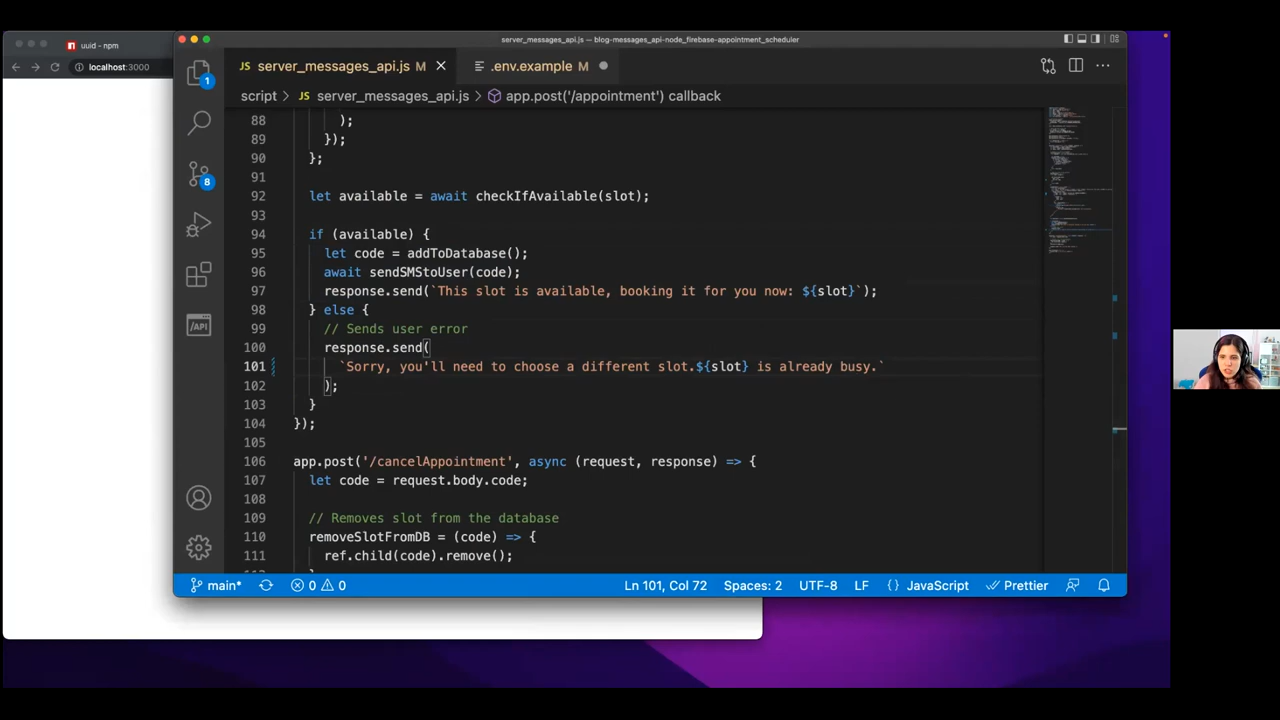 uuid - npm
localhost:3000
server_messages_api.js — blog-messages_api-node_firebase-appointment_scheduler
JS server_messages_api.js M
.env.example M
script > JS server_messages_api.js > app.post('/appointment') callback
1
8
/API
88 );
89 });
90 };
91
92 let available = await checkIfAvailable(slot);
93
94 if (available) {
95 let code = addToDatabase();
96 await sendSMStoUser(code);
97 response.send(`This slot is available, booking it for you now: ${slot}`);
98 } else {
99 // Sends user error
100 response.send(
101 `Sorry, you'll need to choose a different slot.${slot} is already busy.`
102 );
103 }
104 });
105
106 app.post('/cancelAppointment', async (request, response) => {
107 let code = request.body.code;
108
109 // Removes slot from the database
110 removeSlotFromDB = (code) => {
111 ref.child(code).remove();
main* 0 0 Ln 101, Col 72 Spaces: 2 UTF-8 LF {} JavaScript Prettier